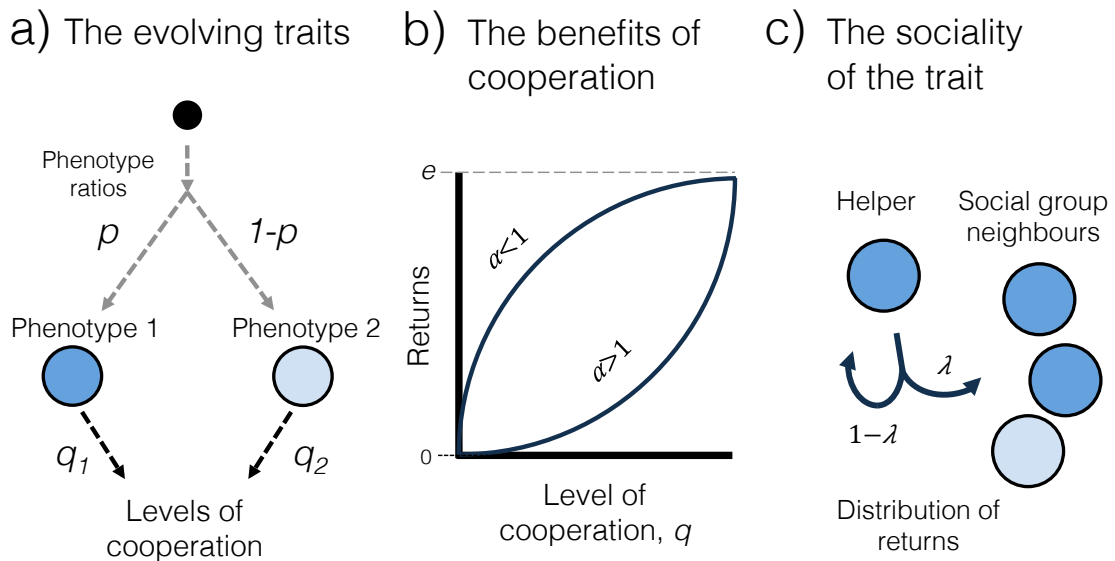 a) The evolving traits
Phenotype
ratios
p
1-p
Phenotype 1
Phenotype 2
q1
q2
Levels of
cooperation
b) The benefits of
cooperation
e
Returns
α<1
α>1
0
Level of
cooperation, q
c) The sociality
of the trait
Helper
Social group
neighbours
λ
1−λ
Distribution of
returns